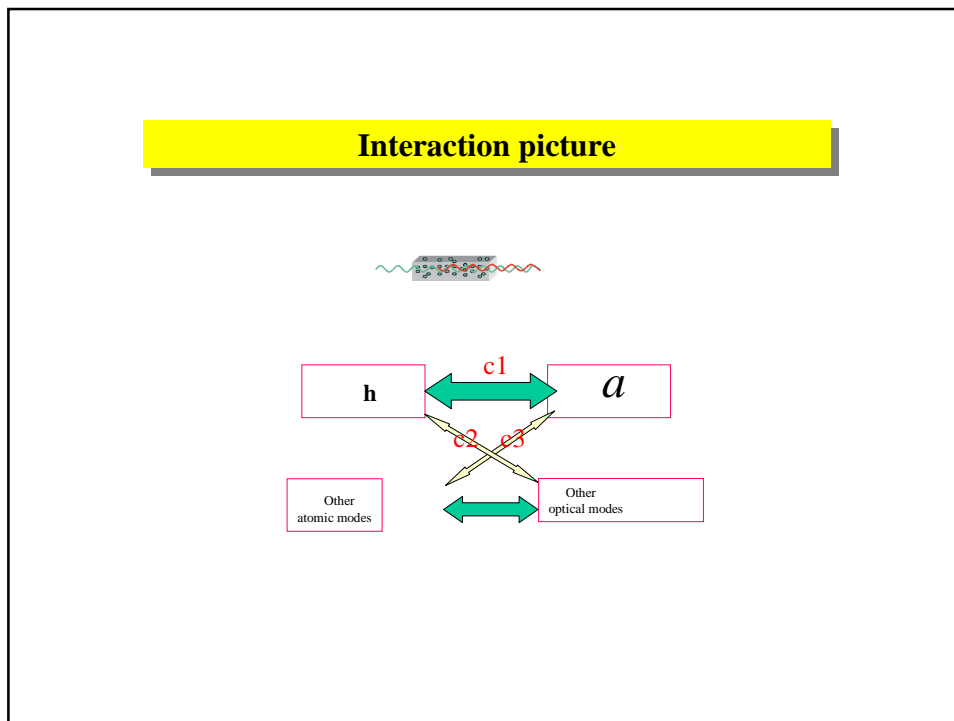 Interaction picture
c1
h
a
c2 c3
Other
atomic modes
Other
optical modes